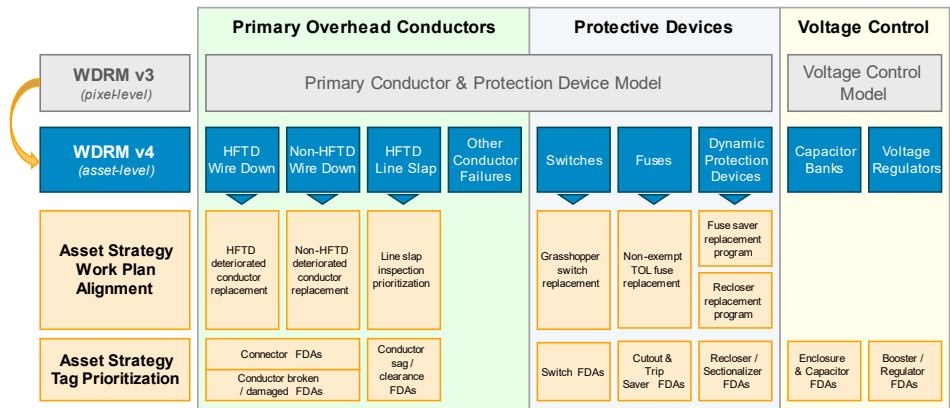 Primary Overhead Conductors
Protective Devices
Voltage Control
WDRM v3
(pixel-level)
Primary Conductor & Protection Device Model
Voltage Control
Model
WDRM v4
(asset-level)
HFTD
Wire Down
Non-HFTD
Wire Down
HFTD
Line Slap
Other
Conductor
Failures
Switches
Fuses
Dynamic
Protection
Devices
Capacitor
Banks
Voltage
Regulators
Asset Strategy
Work Plan
Alignment
HFTD
deteriorated
conductor
replacement
Non-HFTD
deteriorated
conductor
replacement
Line slap
inspection
prioritization
Grasshopper
switch
replacement
Non-exempt
TOL fuse
replacement
Fuse saver
replacement
program
Recloser
replacement
program
Asset Strategy
Tag Prioritization
Connector FDAs
Conductor broken
/ damaged FDAs
Conductor
sag /
clearance
FDAs
Switch FDAs
Cutout &
Trip
Saver FDAs
Recloser /
Sectionalizer
FDAs
Enclosure
& Capacitor
FDAs
Booster /
Regulator
FDAs